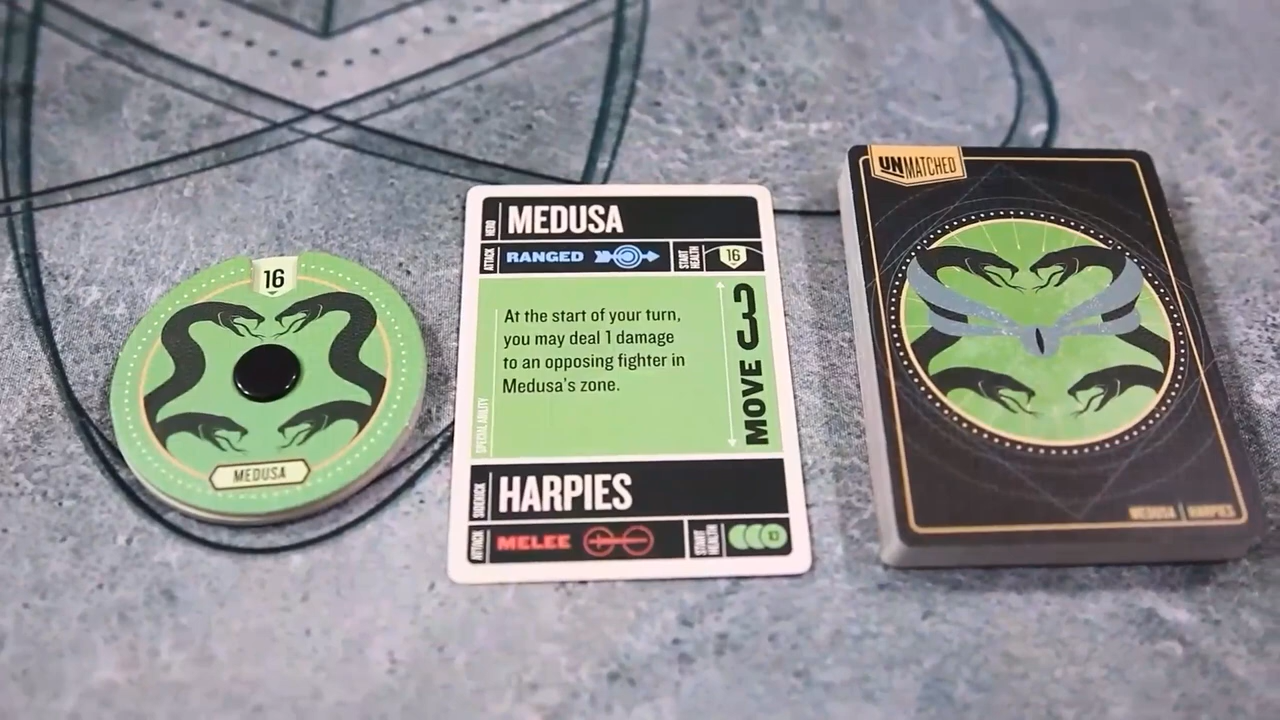 16
MEDUSA
HERO
MEDUSA
ATTACK
RANGED
START
HEALTH
16
At the start of your turn,
you may deal 1 damage
to an opposing fighter in
Medusa's zone.
SPECIAL ABILITY
MOVE 3
SIDEKICK
HARPIES
ATTACK
MELEE
START
HEALTH
UNMATCHED
MEDUSA | HARPIES